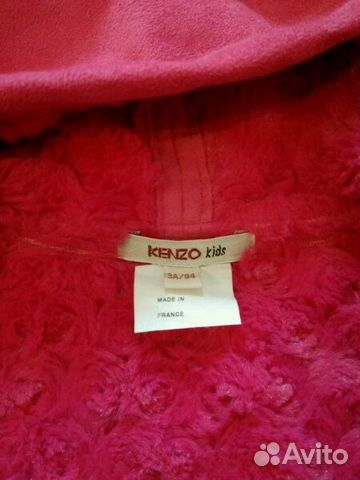 KENZO kids
3A/94
MADE IN
FRANCE
Avito